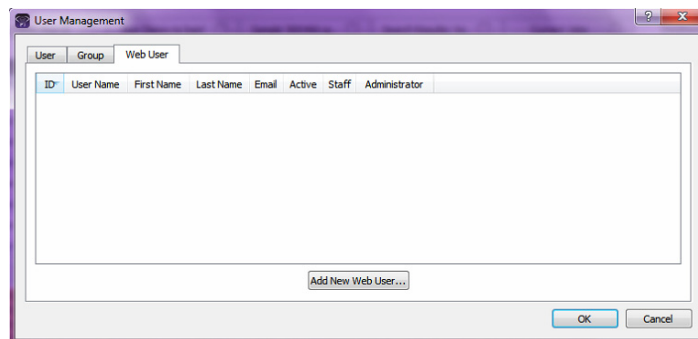 User Management
?
X
User Group Web User
ID User Name First Name Last Name Email Active Staff Administrator
Add New Web User...
OK Cancel